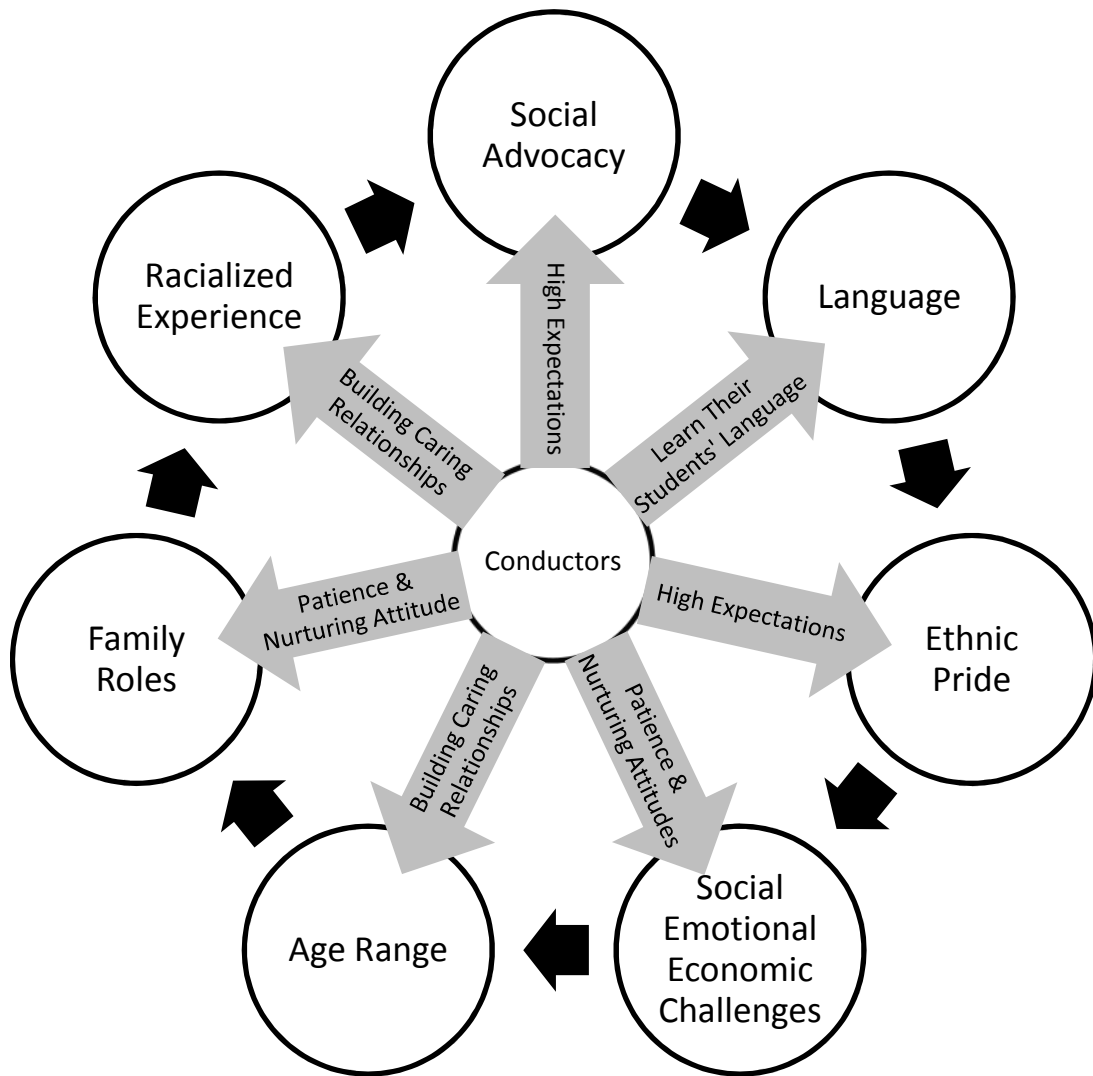 Social
Advocacy
Language
Ethnic
Pride
Social
Emotional
Economic
Challenges
Age Range
Family
Roles
Racialized
Experience
Conductors
High Expectations
Learn Their
Students' Language
High Expectations
Patience &
Nurturing Attitudes
Building Caring
Relationships
Patience &
Nurturing Attitude
Building Caring
Relationships